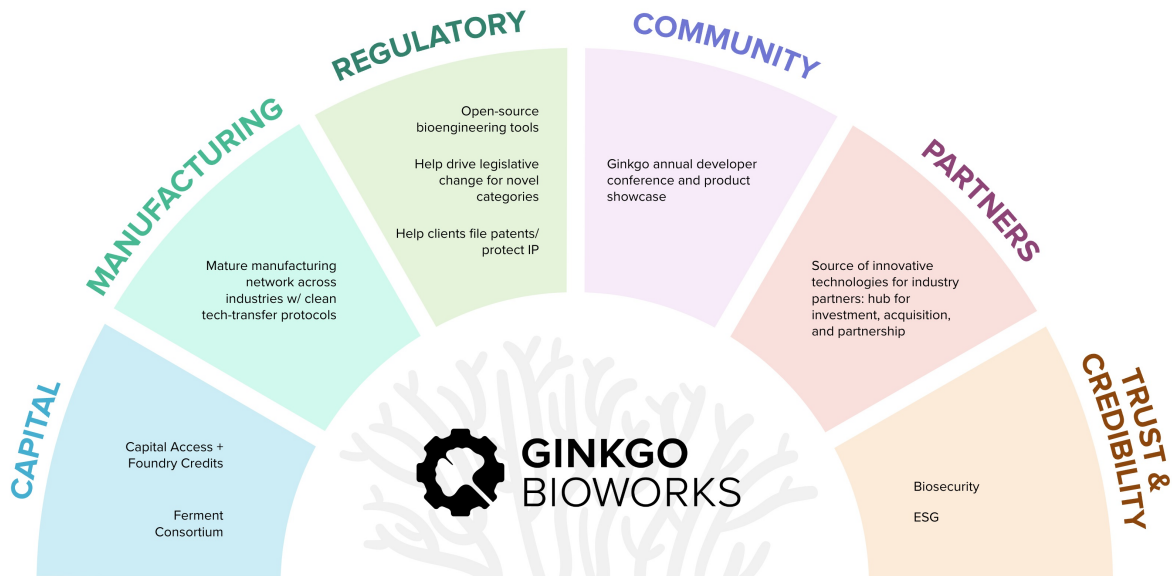 CAPITAL
Capital Access +
Foundry Credits
Ferment
Consortium
MANUFACTURING
Mature manufacturing
network across
industries w/ clean
tech-transfer protocols
REGULATORY
Open-source
bioengineering tools
Help drive legislative
change for novel
categories
Help clients file patents/
protect IP
COMMUNITY
Ginkgo annual developer
conference and product
showcase
PARTNERS
Source of innovative
technologies for industry
partners: hub for
investment, acquisition,
and partnership
TRUST &
CREDIBILITY
Biosecurity
ESG
GINKGO
BIOWORKS